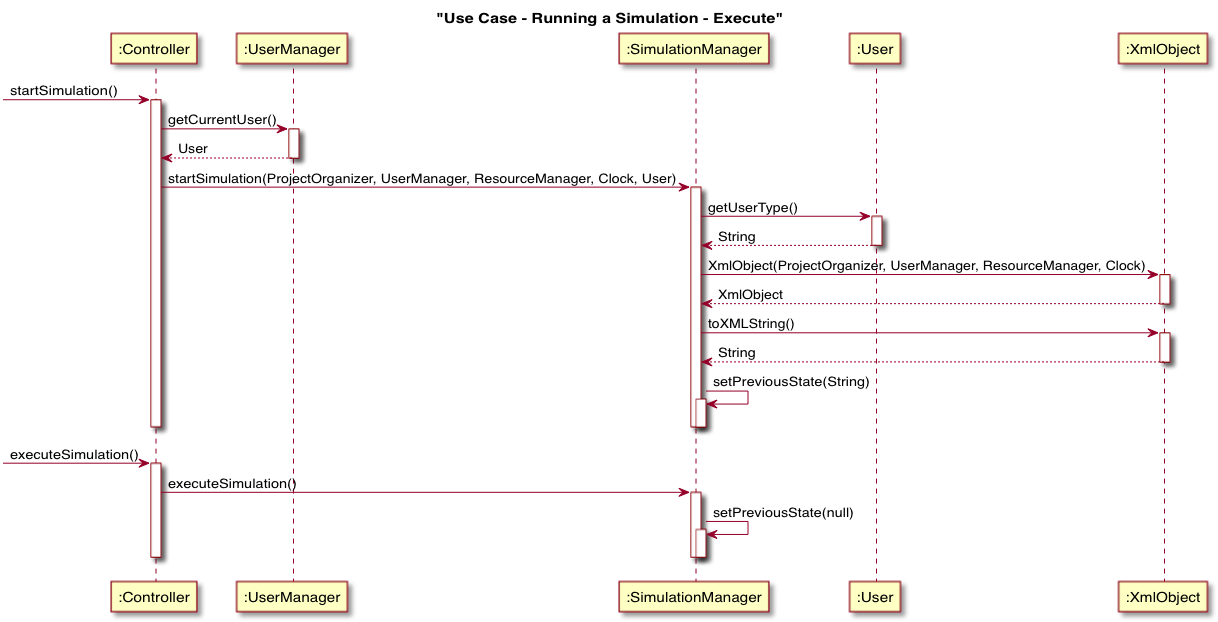 "Use Case - Running a Simulation - Execute"
:Controller :UserManager :SimulationManager :User :XmlObject
startSimulation()
getCurrentUser()
User
startSimulation(ProjectOrganizer, UserManager, ResourceManager, Clock, User)
getUserType()
String
XmlObject(ProjectOrganizer, UserManager, ResourceManager, Clock)
XmlObject
toXMLString()
String
setPreviousState(String)
executeSimulation()
executeSimulation()
setPreviousState(null)
:Controller :UserManager :SimulationManager :User :XmlObject